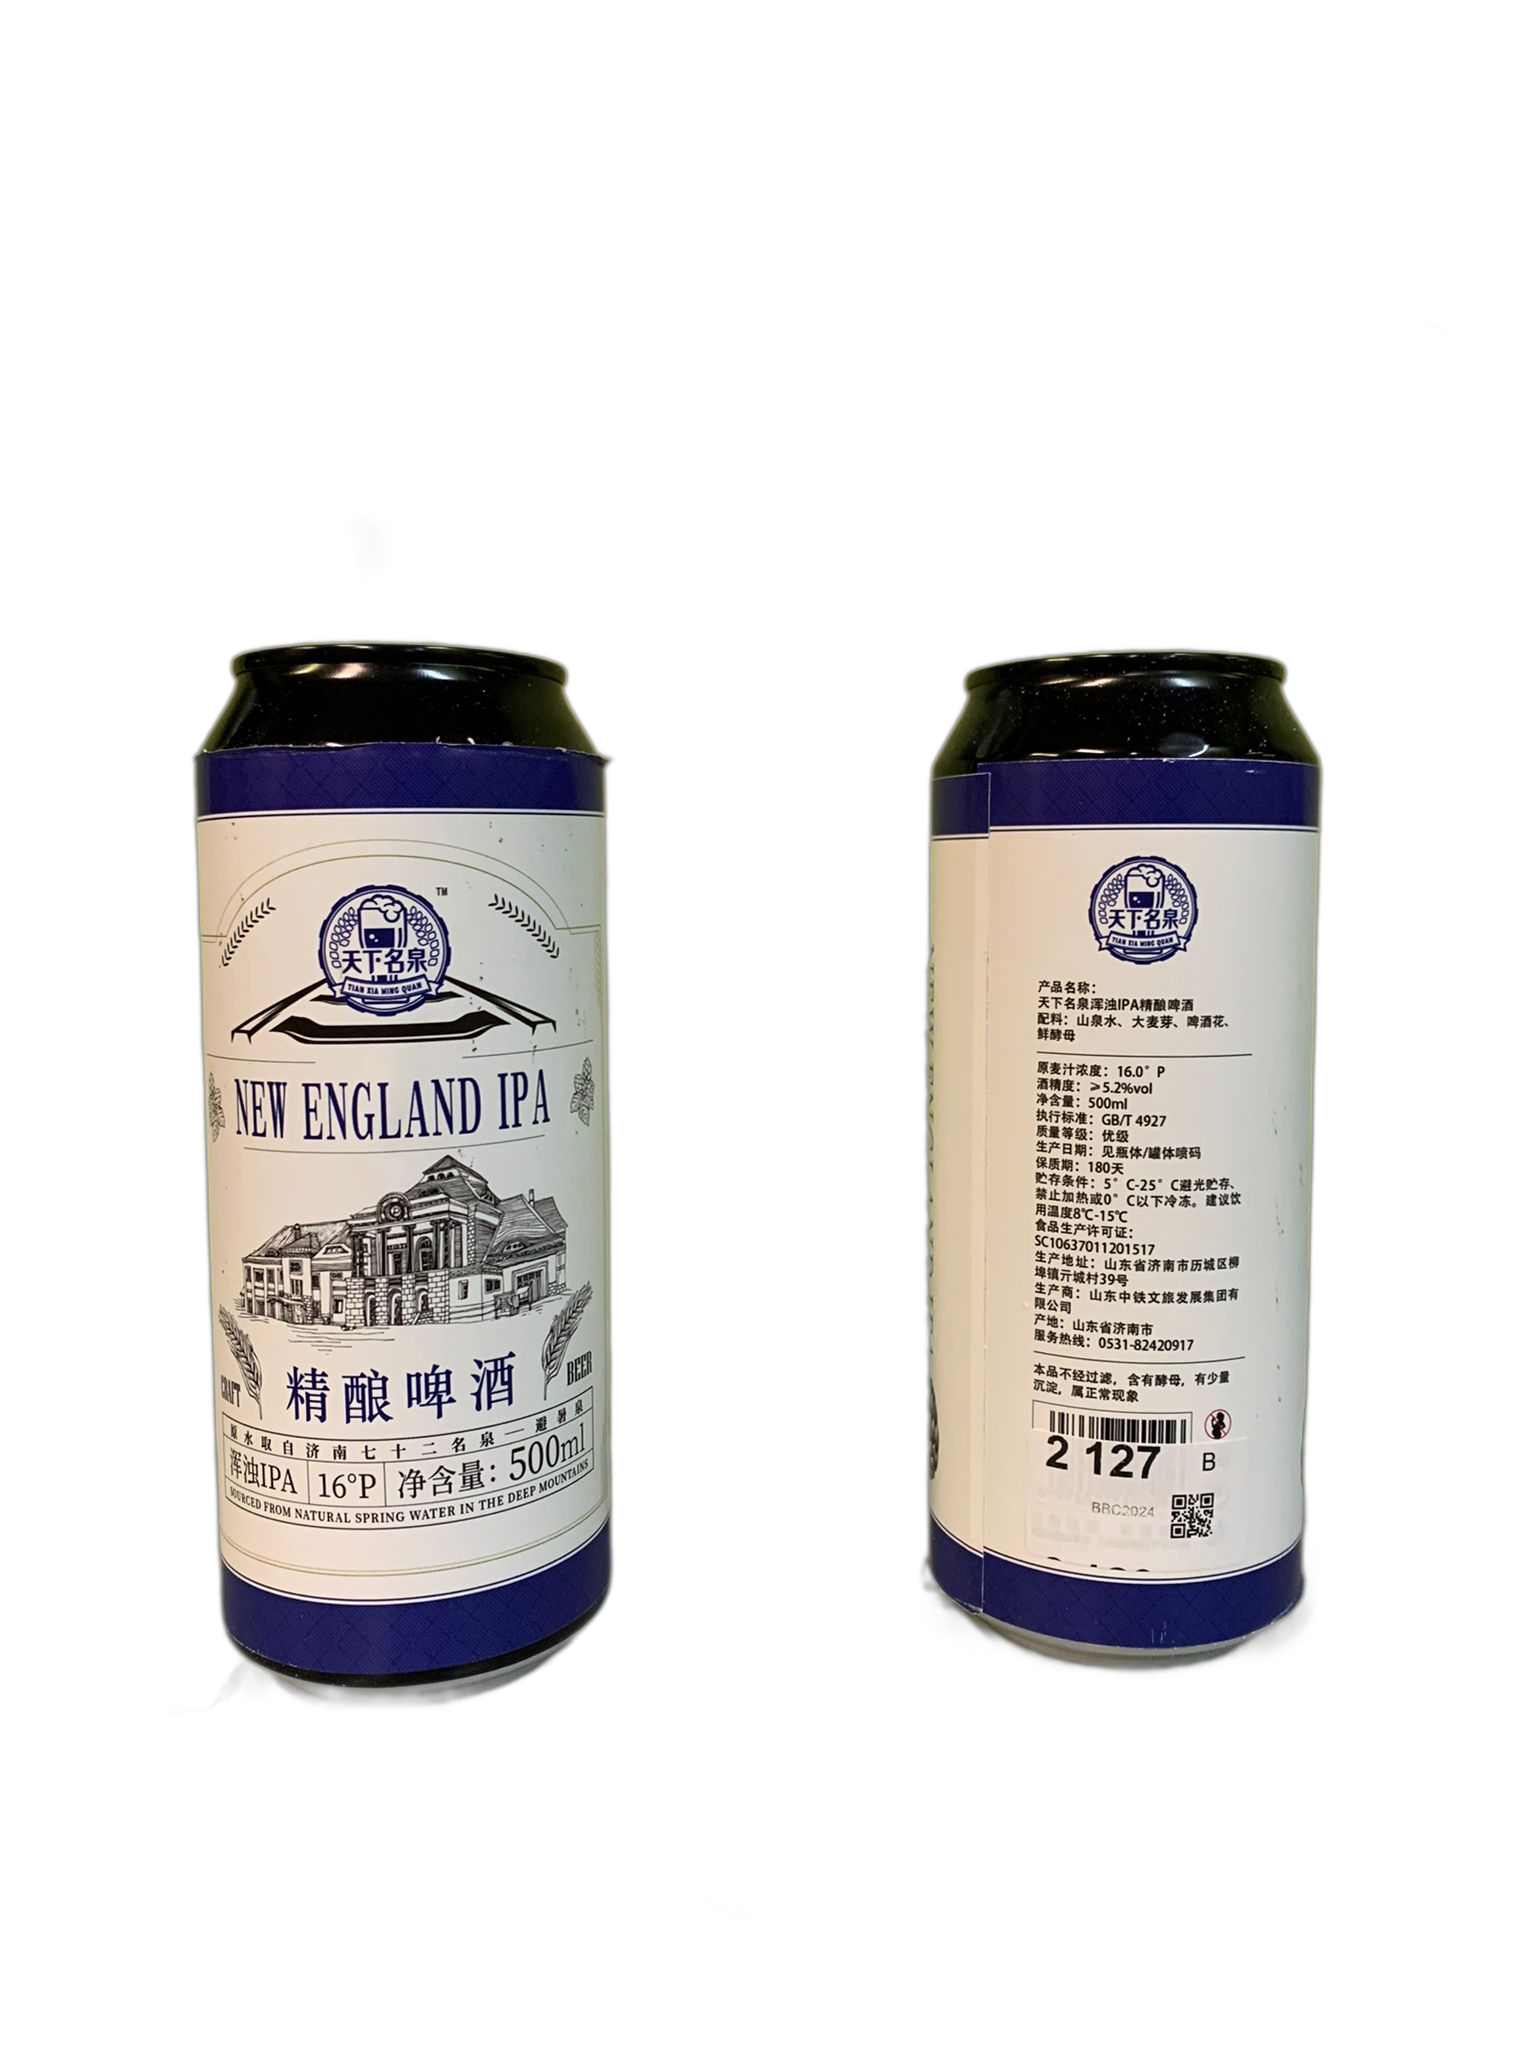 天下名泉
TIAN XIA MING QUAN
TM
NEW ENGLAND IPA
CRAFT
精酿啤酒
BEER
原水取自济南七十二名泉—避暑泉
浑浊IPA 16°P 净含量：500ml
SOURCED FROM NATURAL SPRING WATER IN THE DEEP MOUNTAINS
天下名泉
TIAN XIA MING QUAN
产品名称：
天下名泉浑浊IPA精酿啤酒
配料：山泉水、大麦芽、啤酒花、
鲜酵母
原麦汁浓度：16.0°P
酒精度：≥5.2%vol
净含量：500ml
执行标准：GB/T 4927
质量等级：优级
生产日期：见瓶体/罐体喷码
保质期：180天
贮存条件：5°C-25°C避光贮存、
禁止加热或0°C以下冷冻。建议饮
用温度8℃-15℃
食品生产许可证：
SC10637011201517
生产地址：山东省济南市历城区柳
埠镇亓城村39号
生产商：山东中铁文旅发展集团有
限公司
产地：山东省济南市
服务热线：0531-82420917
本品不经过滤，含有酵母，有少量
沉淀，属正常现象
2 127 B
BBC2024